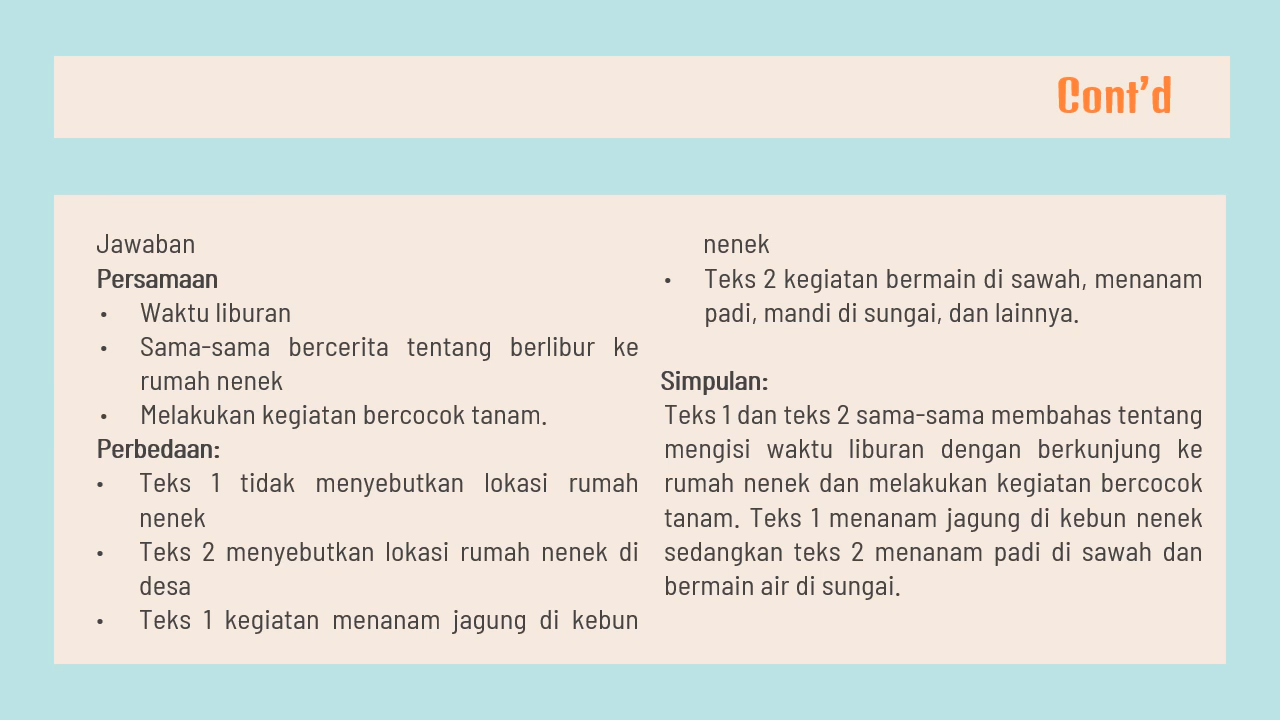 Cont’d
Jawaban
Persamaan
• Waktu liburan
• Sama-sama bercerita tentang berlibur ke
rumah nenek
• Melakukan kegiatan bercocok tanam.
Perbedaan:
• Teks 1 tidak menyebutkan lokasi rumah
nenek
• Teks 2 menyebutkan lokasi rumah nenek di
desa
• Teks 1 kegiatan menanam jagung di kebun
nenek
• Teks 2 kegiatan bermain di sawah, menanam
padi, mandi di sungai, dan lainnya.
Simpulan:
Teks 1 dan teks 2 sama-sama membahas tentang
mengisi waktu liburan dengan berkunjung ke
rumah nenek dan melakukan kegiatan bercocok
tanam. Teks 1 menanam jagung di kebun nenek
sedangkan teks 2 menanam padi di sawah dan
bermain air di sungai.